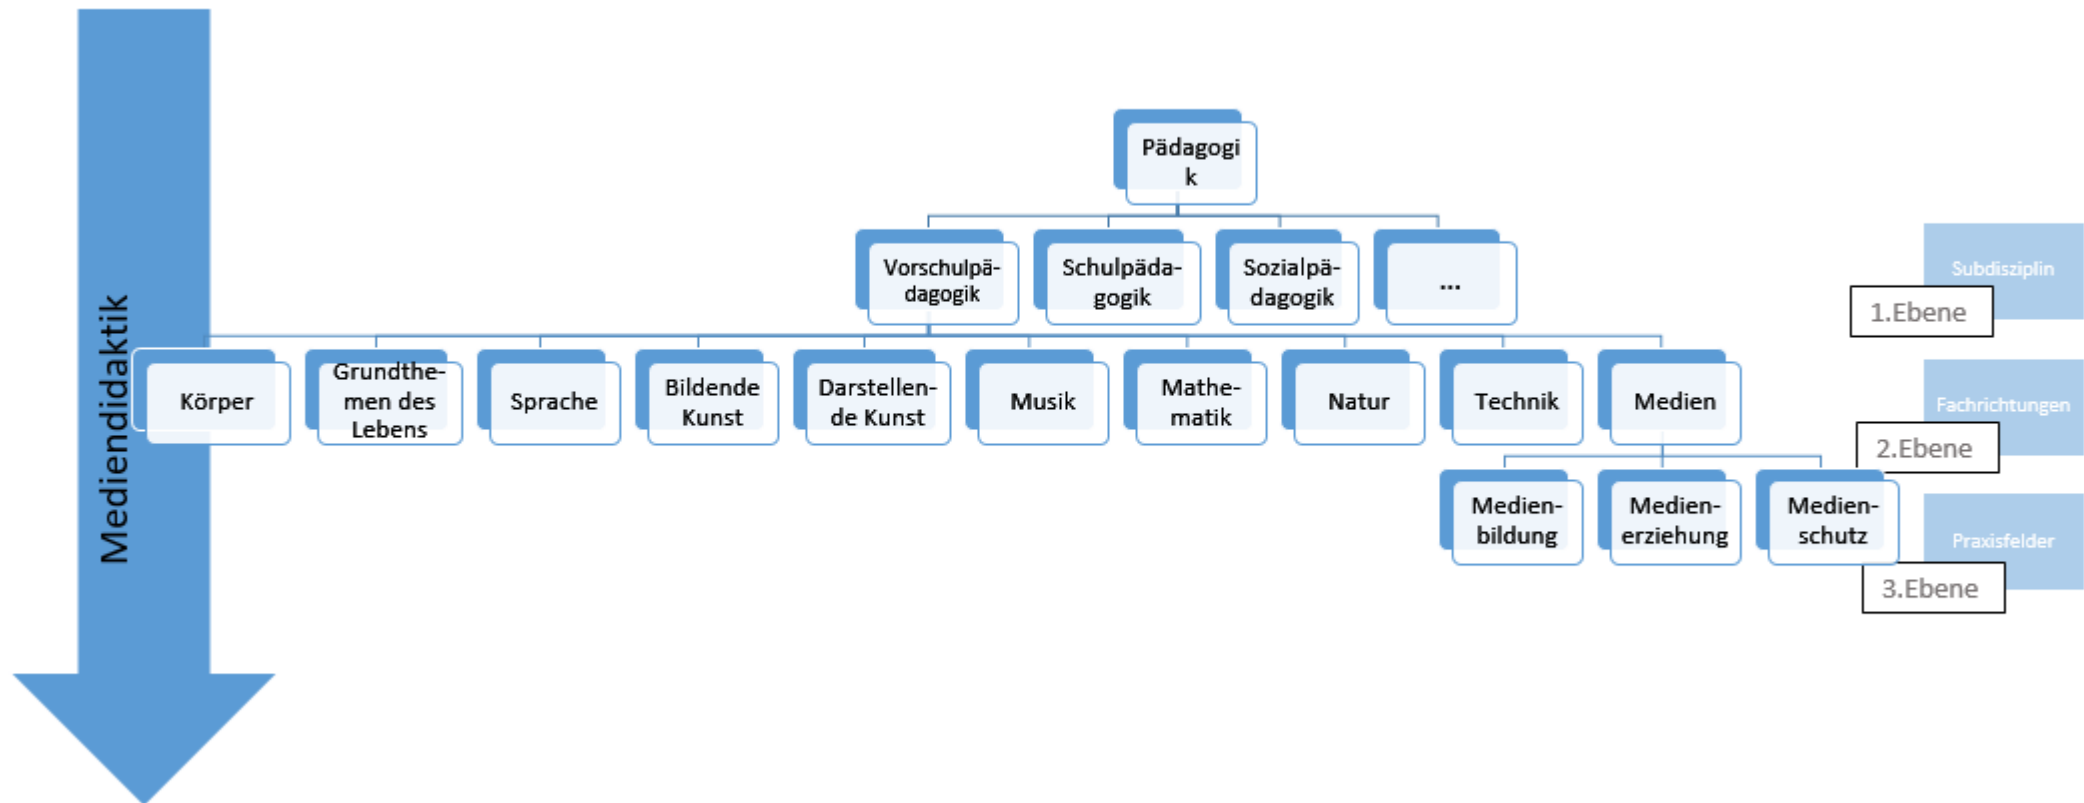 Mediendidaktik
Pädagogi
k
Vorschulpä-
dagogik
Schulpäda-
gogik
Sozialpä-
dagogik
...
Subdisziplin
1.Ebene
Körper
Grundthe-
men des
Lebens
Sprache
Bildende
Kunst
Darstellen-
de Kunst
Musik
Mathe-
matik
Natur
Technik
Medien
Fachrichtungen
2.Ebene
Medien-
bildung
Medien-
erziehung
Medien-
schutz
Praxisfelder
3.Ebene